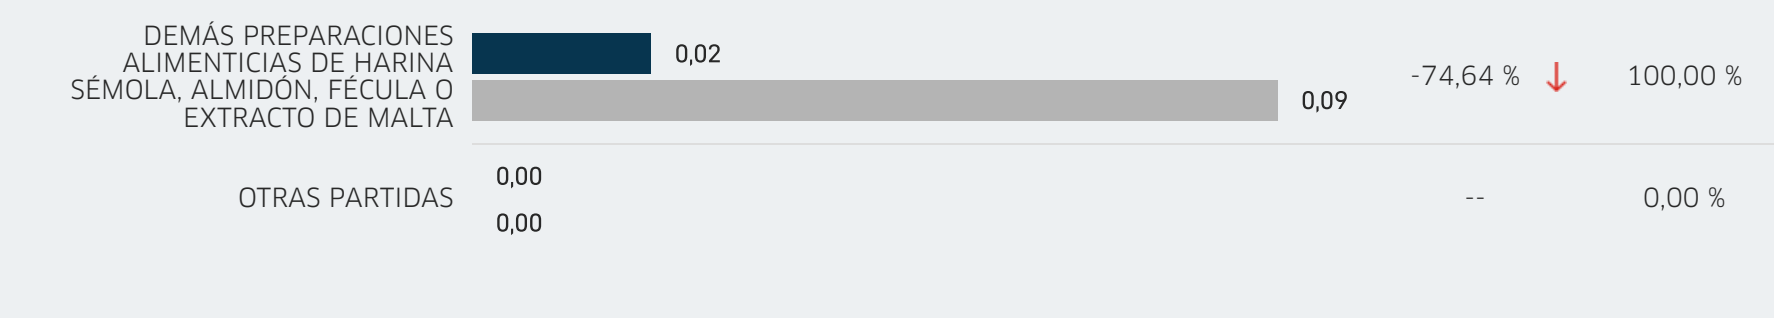 DEMÁS PREPARACIONES
ALIMENTICIAS DE HARINA
SÉMOLA, ALMIDÓN, FÉCULA O
EXTRACTO DE MALTA
0,02
0,09
-74,64 %
100,00 %
OTRAS PARTIDAS
0,00
0,00
--
0,00 %